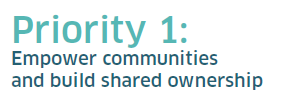 Priority 1:
Empower communities
and build shared ownership